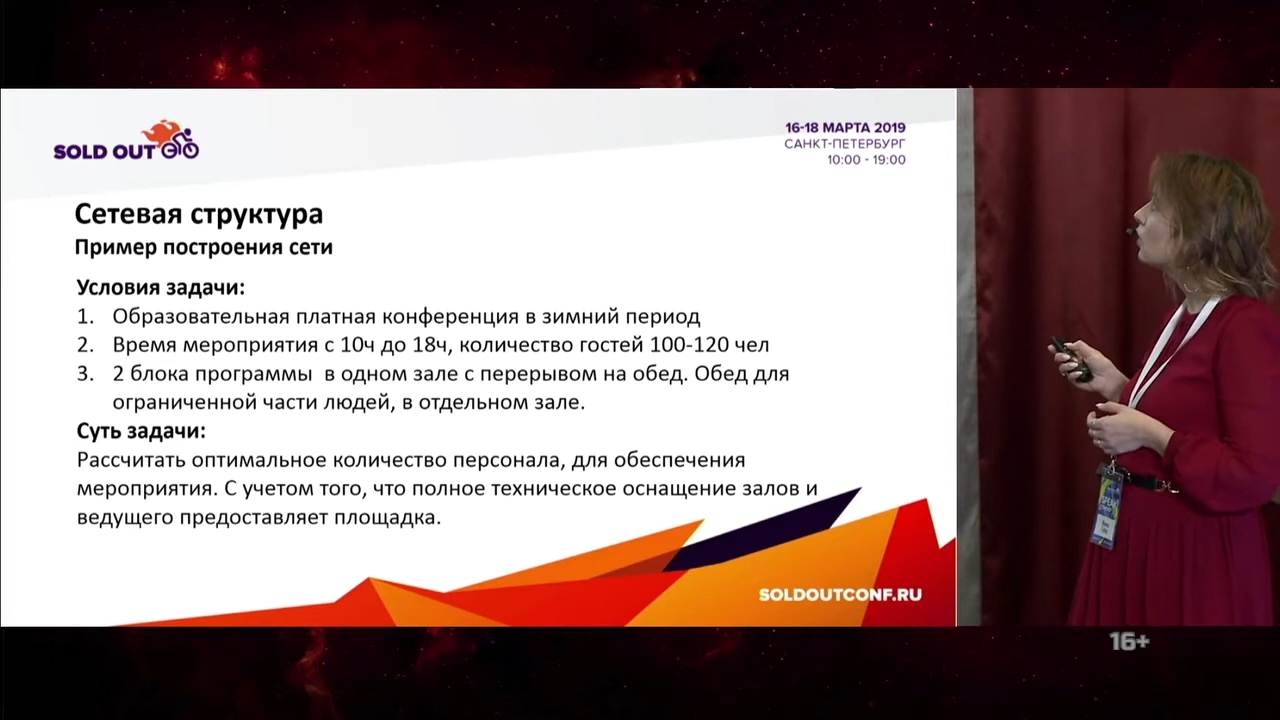 SOLD OUT
16-18 МАРТА 2019
САНКТ-ПЕТЕРБУРГ
10:00 - 19:00
Сетевая структура
Пример построения сети
Условия задачи:
1. Образовательная платная конференция в зимний период
2. Время мероприятия с 10ч до 18ч, количество гостей 100-120 чел
3. 2 блока программы в одном зале с перерывом на обед. Обед для
ограниченной части людей, в отдельном зале.
Суть задачи:
Рассчитать оптимальное количество персонала, для обеспечения
мероприятия. С учетом того, что полное техническое оснащение залов и
ведущего предоставляет площадка.
SOLDOUTCONF.RU
16+